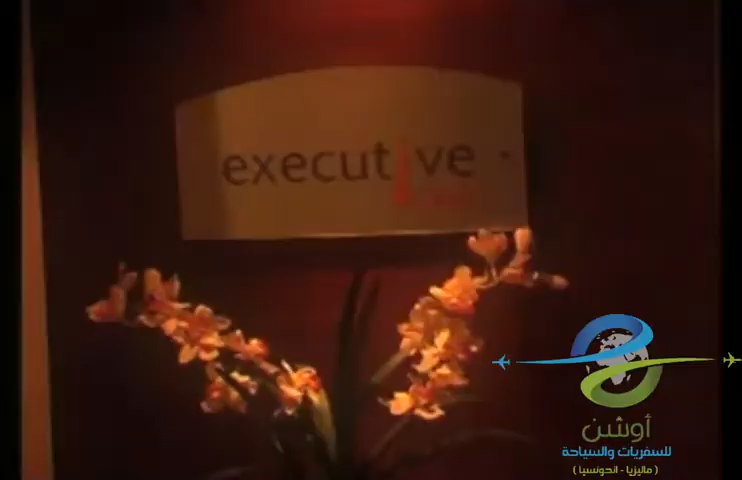 executive
أوشن
للسفريات والسياحة
( ماليزيا - اندونسيا )